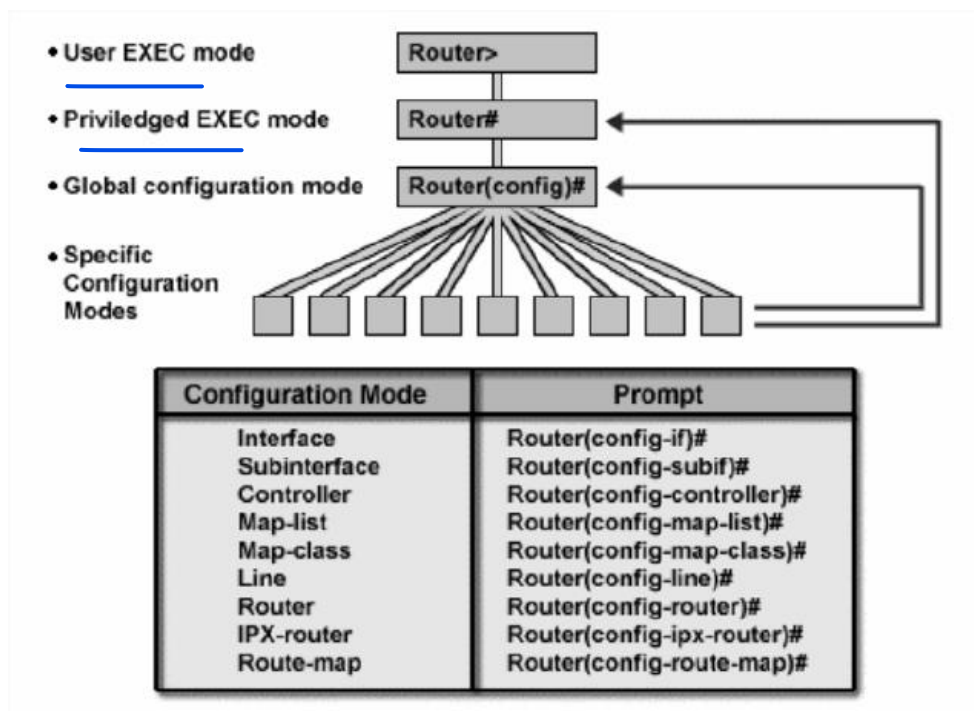 • User EXEC mode
Router>
• Priviledged EXEC mode
Router#
• Global configuration mode
Router(config)#
• Specific
Configuration
Modes
Configuration Mode Prompt
Interface Router(config-if)#
Subinterface Router(config-subif)#
Controller Router(config-controller)#
Map-list Router(config-map-list)#
Map-class Router(config-map-class)#
Line Router(config-line)#
Router Router(config-router)#
IPX-router Router(config-ipx-router)#
Route-map Router(config-route-map)#